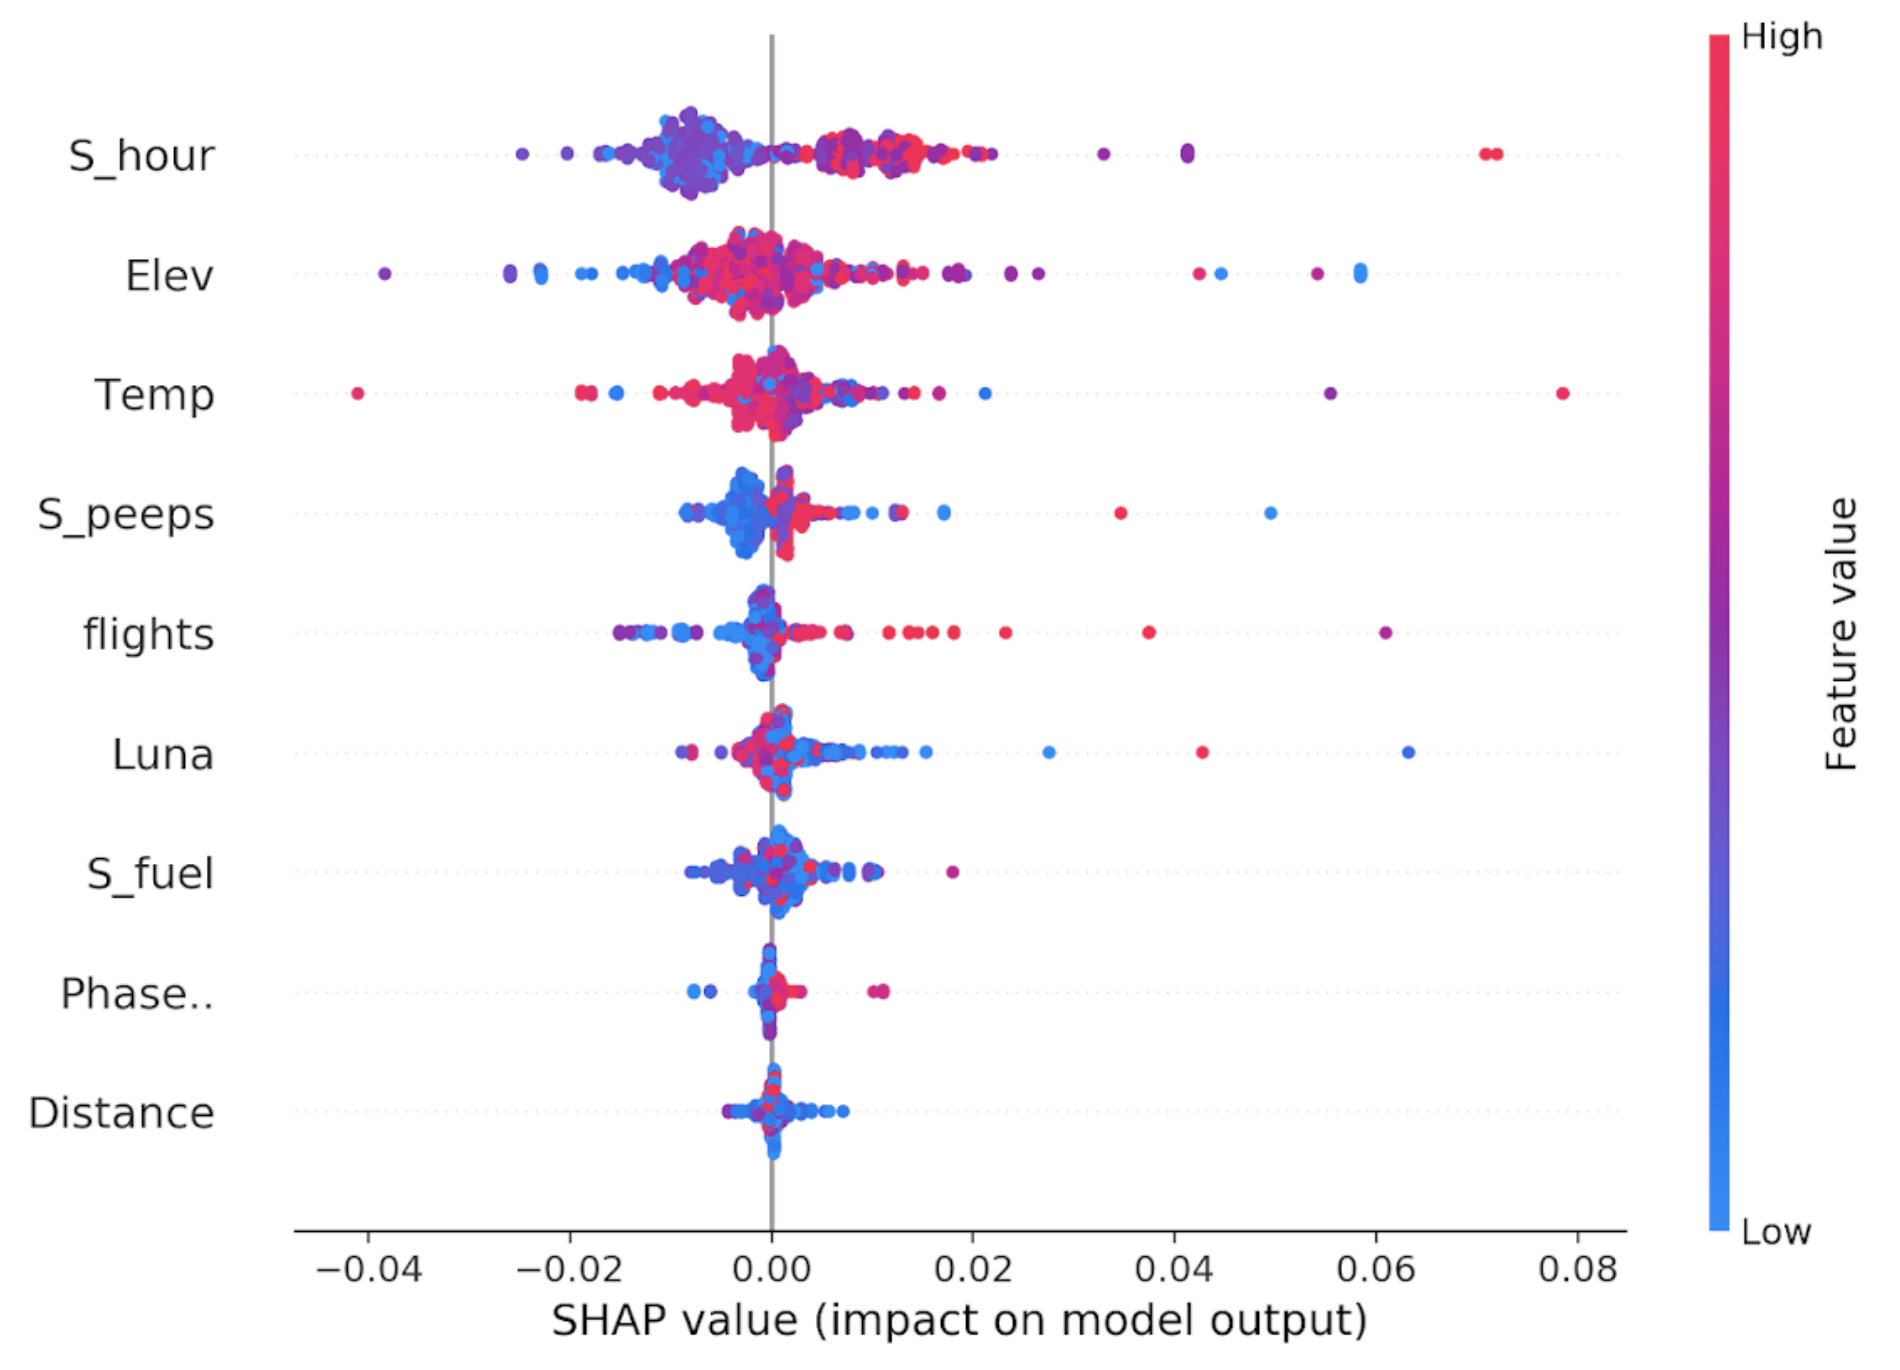 High
S_hour
Elev
Temp
S_peeps
flights
Luna
S_fuel
Phase..
Distance
Feature value
Low
−0.04 −0.02 0.00 0.02 0.04 0.06 0.08
SHAP value (impact on model output)